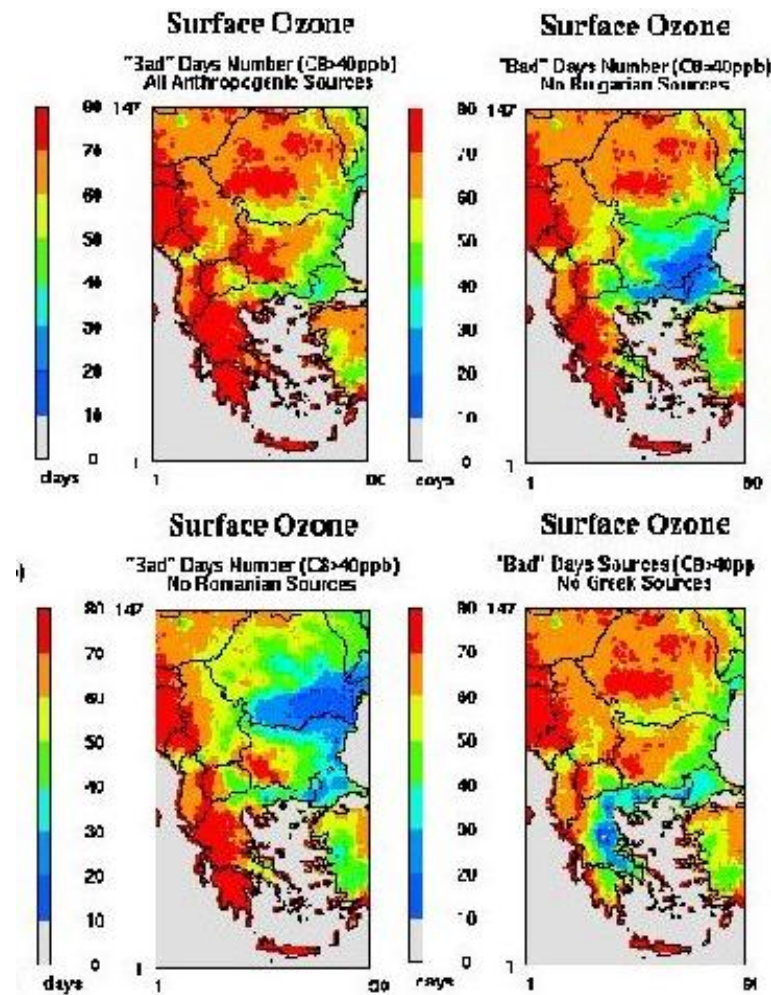 Surface Ozone
"Bad" Days Number (C8>40ppb)
All Anthropogenic Sources
80 147
70
60
50
40
30
20
10
0 1
days 1
Surface Ozone
"Bad" Days Number (C8>40ppb)
No Bulgarian Sources
80 147
70
60
50
40
30
20
10
0 1
days 1 60
Surface Ozone
"Bad" Days Number (C8>40ppb)
No Romanian Sources
80 147
70
60
50
40
30
20
10
0 1
days 1
Surface Ozone
"Bad" Days Sources (C8>40pp
No Greek Sources
80 147
70
60
50
40
30
20
10
0 1
days 1